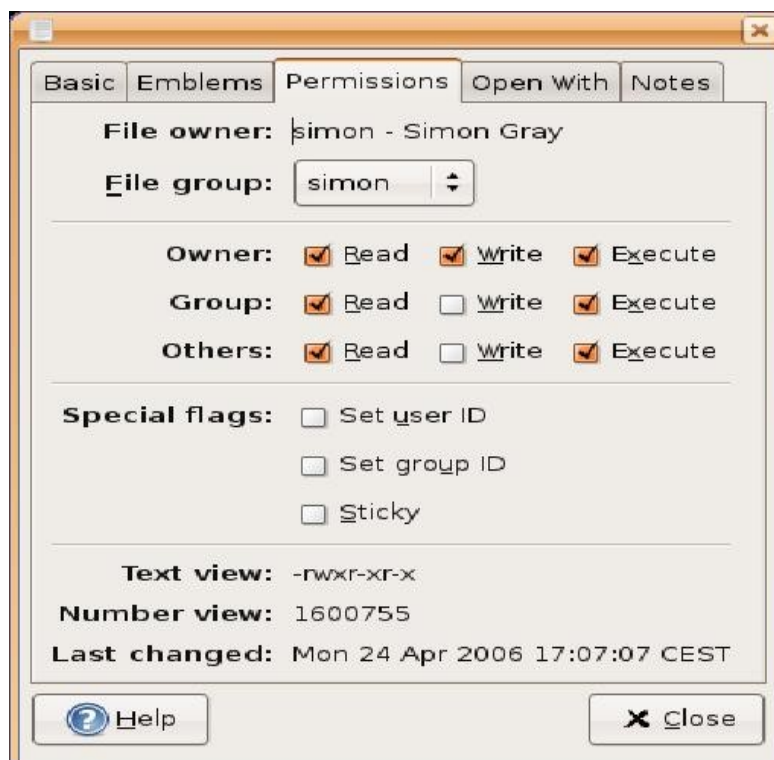 Basic Emblems Permissions Open With Notes
File owner: simon - Simon Gray
File group: simon
Owner: Read Write Execute
Group: Read Write Execute
Others: Read Write Execute
Special flags: Set user ID
Set group ID
Sticky
Text view: -rwxr-xr-x
Number view: 1600755
Last changed: Mon 24 Apr 2006 17:07:07 CEST
Help Close